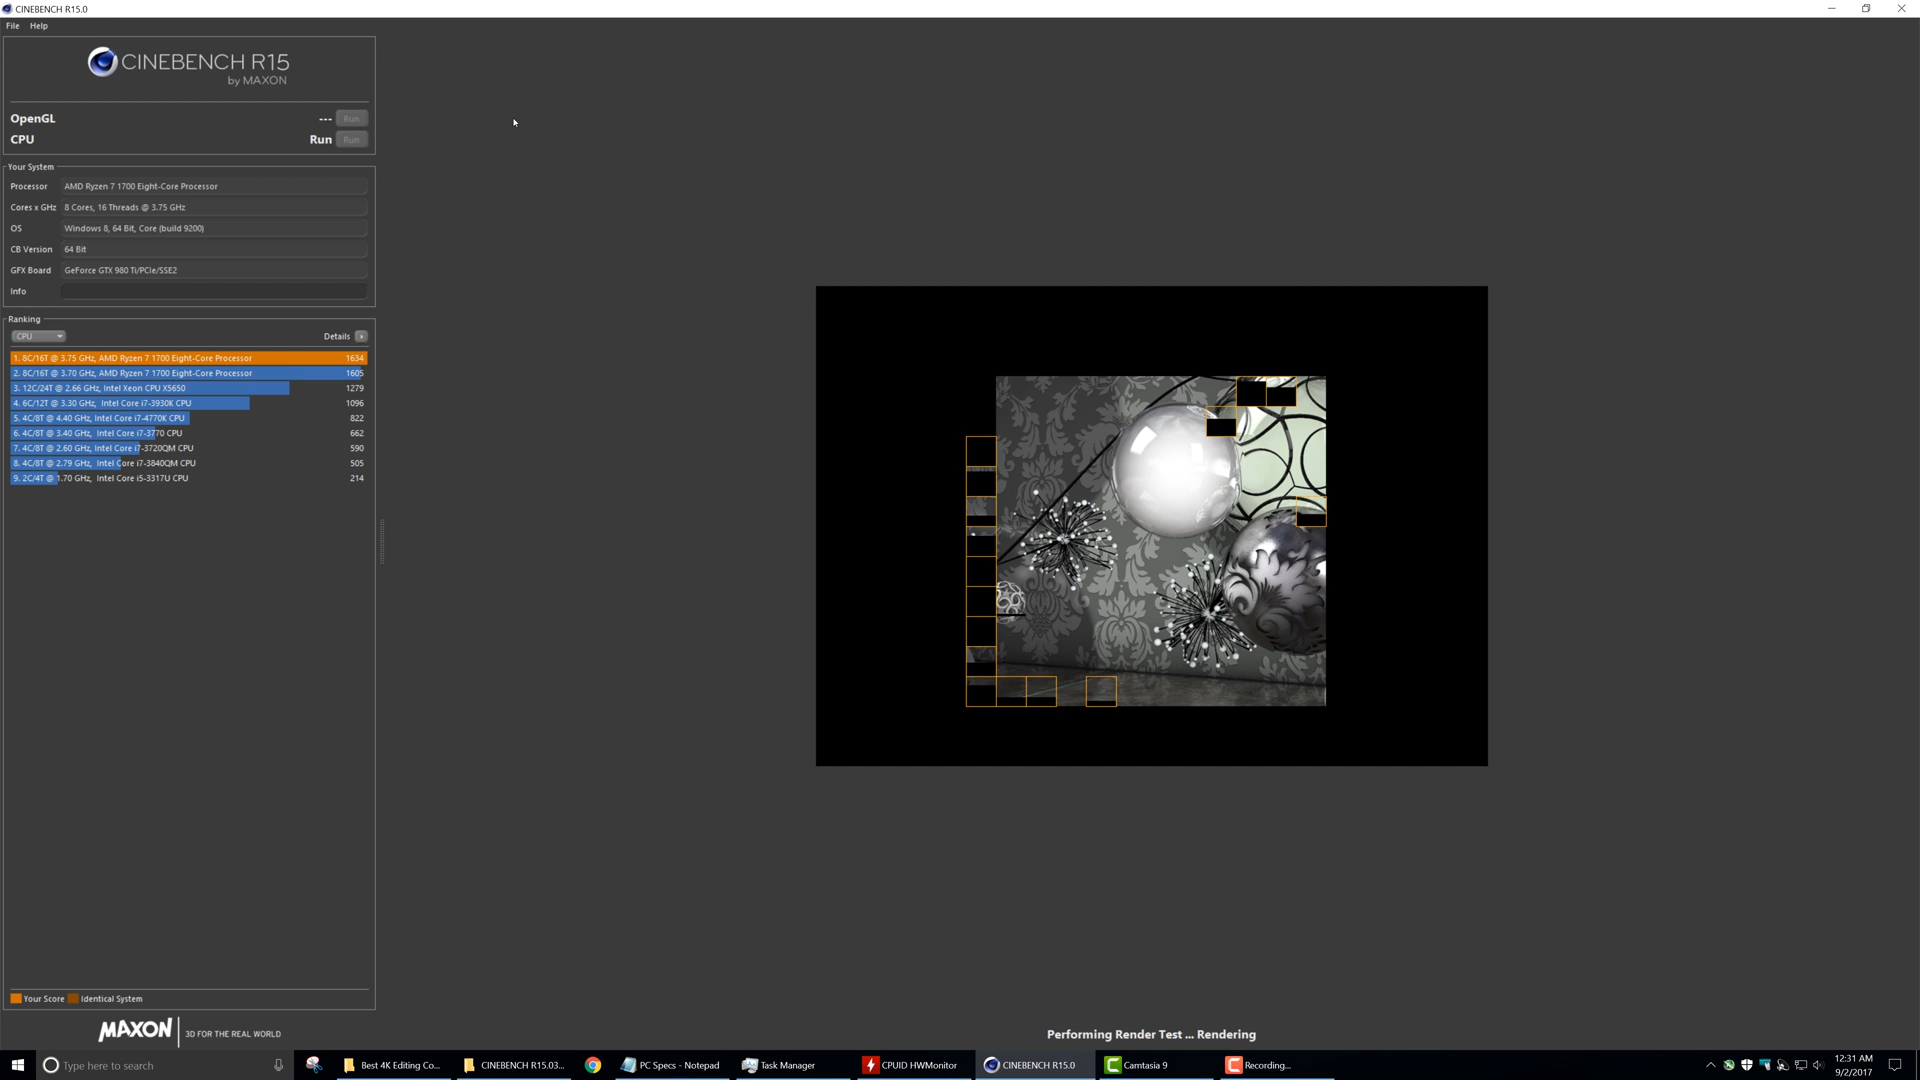 CINEBENCH R15.0
File Help
CINEBENCH R15
by MAXON
OpenGL --- Run
CPU Run Run
Your System
Processor AMD Ryzen 7 1700 Eight-Core Processor
Cores x GHz 8 Cores, 16 Threads @ 3.75 GHz
OS Windows 8, 64 Bit, Core (build 9200)
CB Version 64 Bit
GFX Board GeForce GTX 980 Ti/PCIe/SSE2
Info
Ranking
CPU Details
1. 8C/16T @ 3.75 GHz, AMD Ryzen 7 1700 Eight-Core Processor 1634
2. 8C/16T @ 3.70 GHz, AMD Ryzen 7 1700 Eight-Core Processor 1605
3. 12C/24T @ 2.66 GHz, Intel Xeon CPU X5650 1279
4. 6C/12T @ 3.30 GHz, Intel Core i7-3930K CPU 1096
5. 4C/8T @ 4.40 GHz, Intel Core i7-4770K CPU 822
6. 4C/8T @ 3.40 GHz, Intel Core i7-3770 CPU 662
7. 4C/8T @ 2.60 GHz, Intel Core i7-3720QM CPU 590
8. 4C/8T @ 2.79 GHz, Intel Core i7-3840QM CPU 505
9. 2C/4T @ 1.70 GHz, Intel Core i5-3317U CPU 214
Your Score Identical System
MAXON 3D FOR THE REAL WORLD
Performing Render Test ... Rendering
Type here to search Best 4K Editing Co... CINEBENCH R15.03... PC Specs - Notepad Task Manager CPUID HWMonitor CINEBENCH R15.0 Camtasia 9 Recording... 12:31 AM
9/2/2017